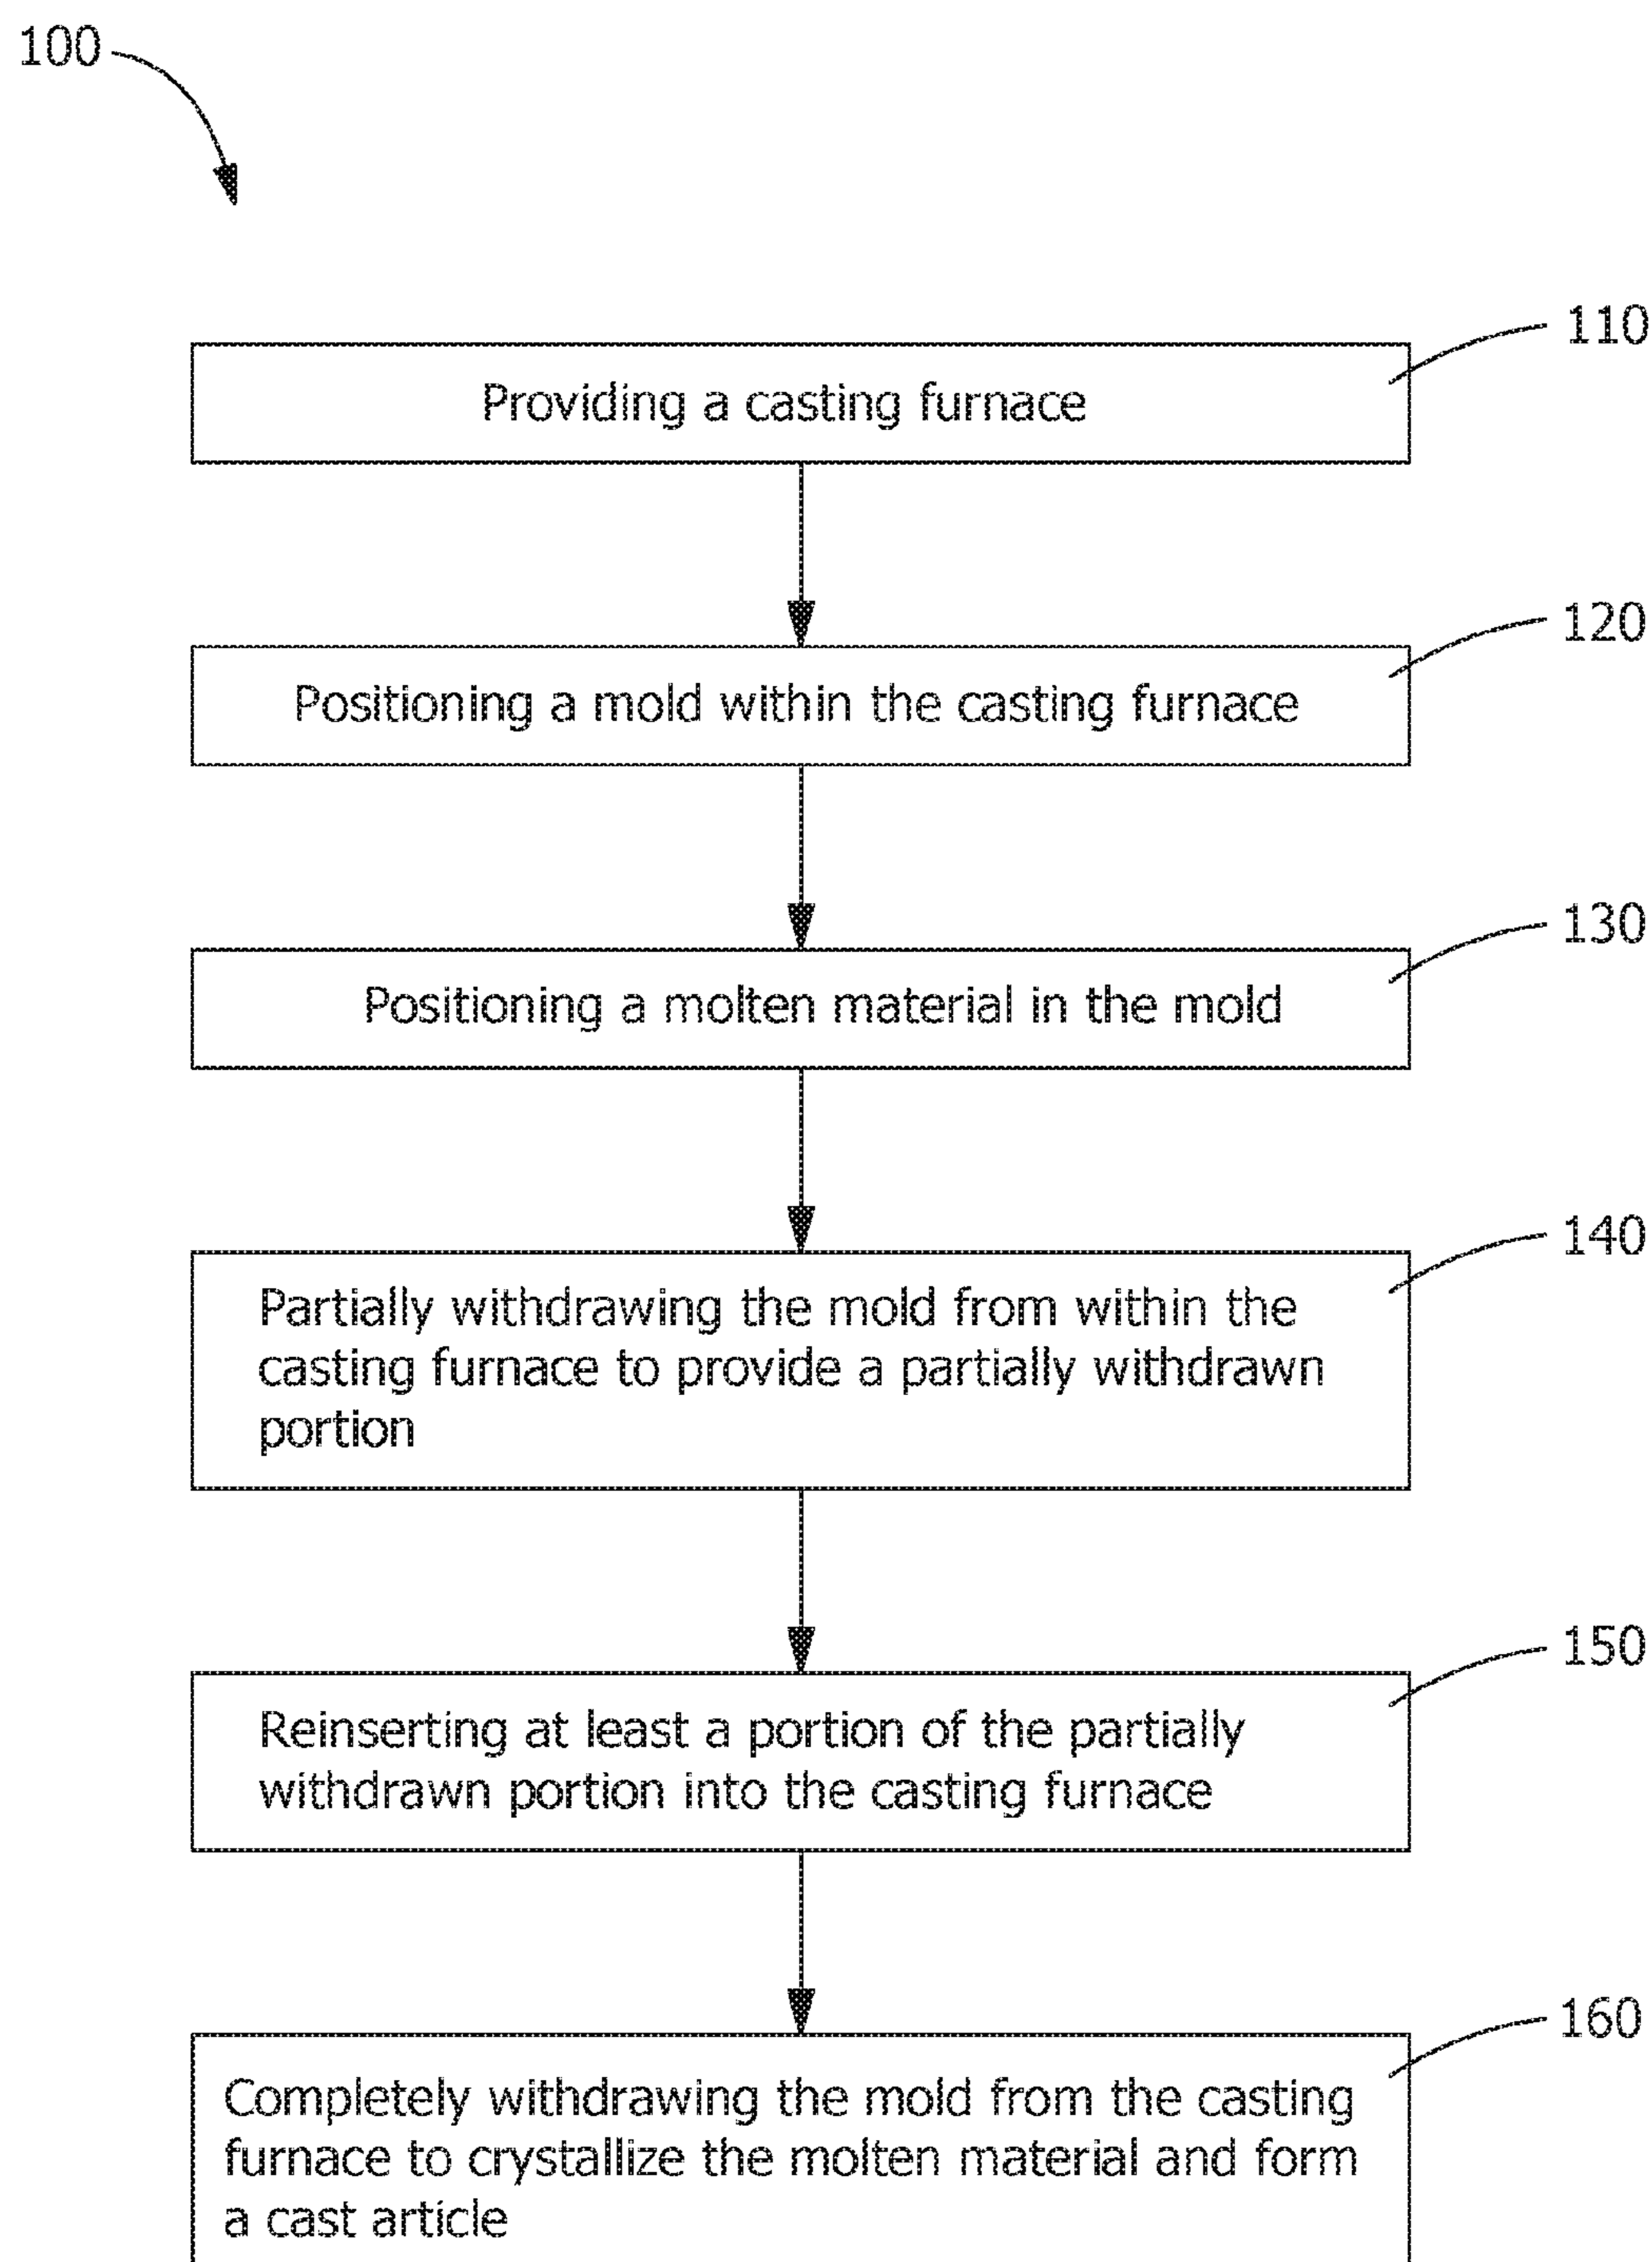 100
110
Providing a casting furnace
120
Positioning a mold within the casting furnace
130
Positioning a molten material in the mold
140
Partially withdrawing the mold from within the
casting furnace to provide a partially withdrawn
portion
150
Reinserting at least a portion of the partially
withdrawn portion into the casting furnace
160
Completely withdrawing the mold from the casting
furnace to crystallize the molten material and form
a cast article